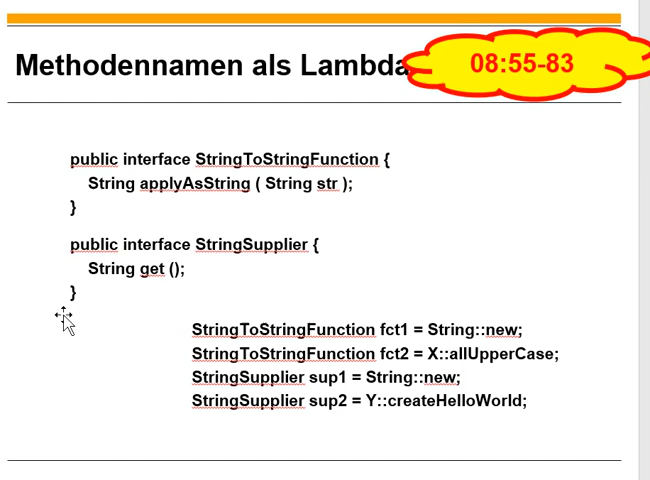 Methodennamen als Lambda
08:55-83
public interface StringToStringFunction {
String applyAsString ( String str );
}
public interface StringSupplier {
String get ();
}
StringToStringFunction fct1 = String::new;
StringToStringFunction fct2 = X::allUpperCase;
StringSupplier sup1 = String::new;
StringSupplier sup2 = Y::createHelloWorld;